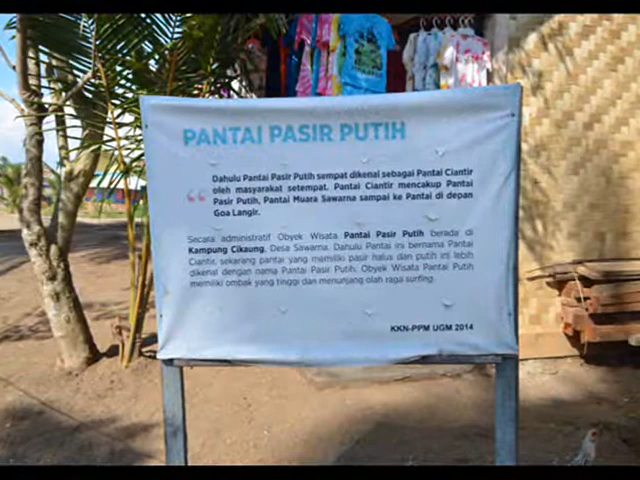 PANTAI PASIR PUTIH
Dahulu Pantai Pasir Putih sempat dikenal sebagai Pantai Ciantir
oleh masyarakat setempat. Pantai Ciantir mencakup Pantai
Pasir Putih, Pantai Muara Sawarna sampai ke Pantai di depan
Goa Langir.
Secara administratif Obyek Wisata Pantai Pasir Putih berada di
Kampung Cikaung, Desa Sawarna. Dahulu Pantai ini bernama Pantai
Ciantir, sekarang pantai yang memiliki pasir halus dan putih ini lebih
dikenal dengan nama Pantai Pasir Putih. Obyek Wisata Pantai Putih
memiliki ombak yang tinggi dan menunjang olah raga surfing.
KKN-PPM UGM 2014